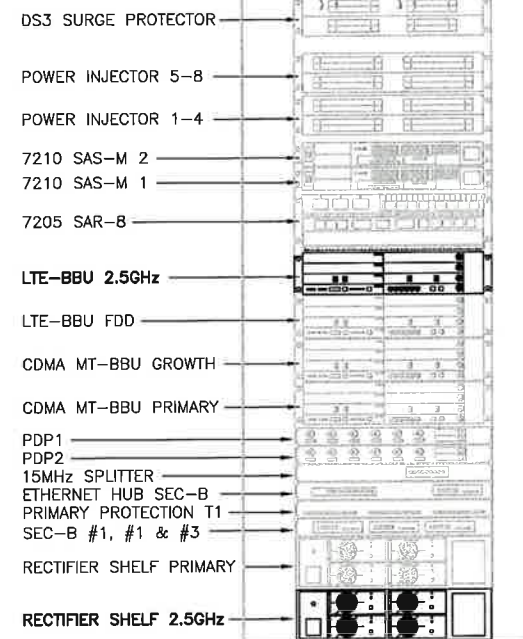 DS3 SURGE PROTECTOR
POWER INJECTOR 5-8
POWER INJECTOR 1-4
7210 SAS-M 2
7210 SAS-M 1
7205 SAR-8
LTE-BBU 2.5GHz
LTE-BBU FDD
CDMA MT-BBU GROWTH
CDMA MT-BBU PRIMARY
PDP1
PDP2
15MHz SPLITTER
ETHERNET HUB SEC-B
PRIMARY PROTECTION T1
SEC-B #1, #1 & #3
RECTIFIER SHELF PRIMARY
RECTIFIER SHELF 2.5GHz